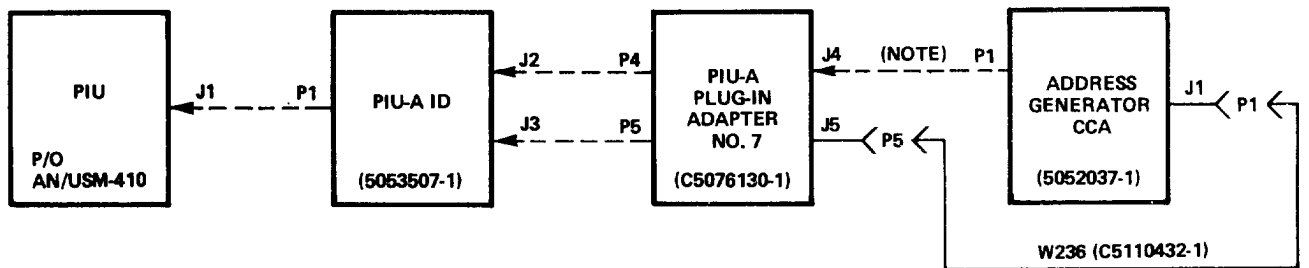 PIU
P/O
AN/USM-410
J1
P1
PIU-A ID
(5053507-1)
J2
P4
J3
P5
PIU-A
PLUG-IN
ADAPTER
NO. 7
(C5076130-1)
J4
(NOTE)
P1
J5
P5
ADDRESS
GENERATOR
CCA
(5052037-1)
J1
P1
W236 (C5110432-1)